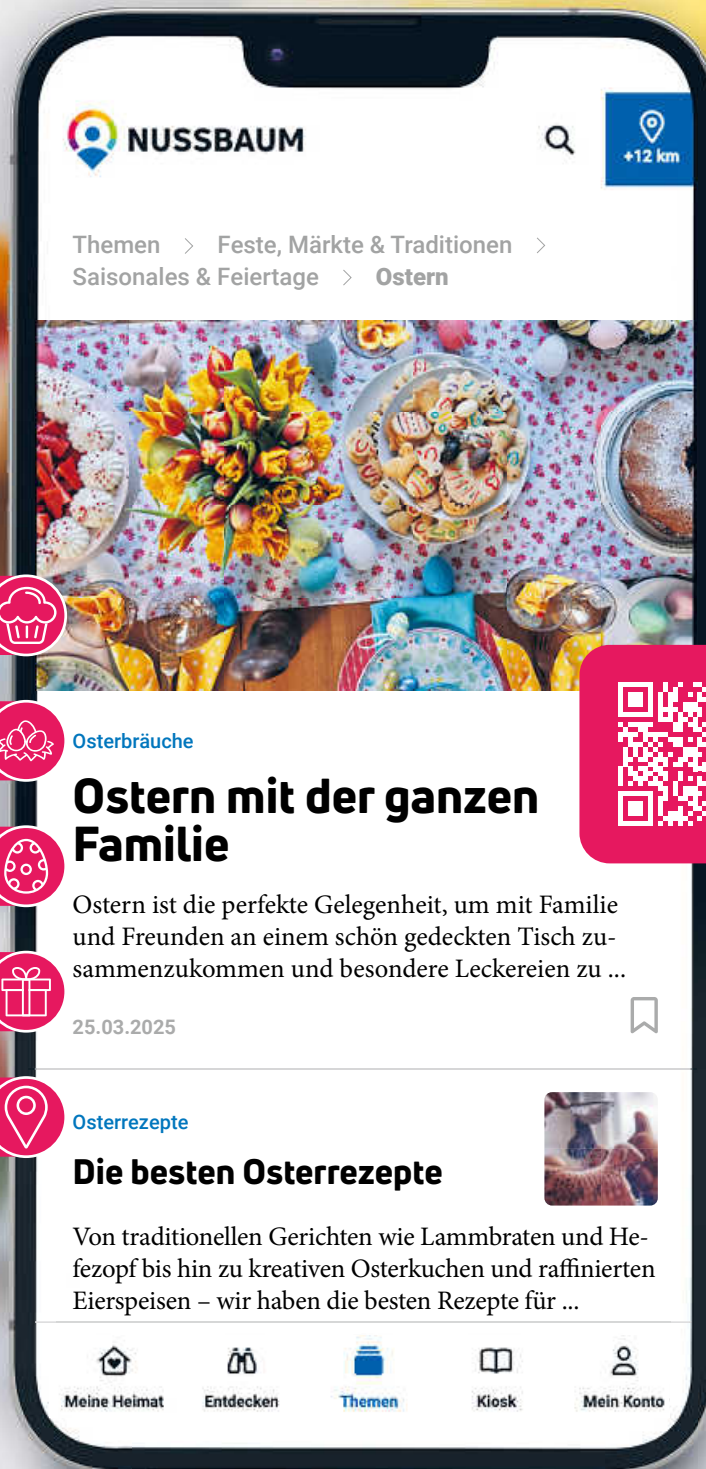 NUSSBAUM
+12 km
Themen > Feste, Märkte & Traditionen >
Saisonales & Feiertage > Ostern
Osterbräuche
Ostern mit der ganzen
Familie
Ostern ist die perfekte Gelegenheit, um mit Familie
und Freunden an einem schön gedeckten Tisch zu-
sammenzukommen und besondere Leckereien zu ...
25.03.2025
Osterrezepte
Die besten Osterrezepte
Von traditionellen Gerichten wie Lammbraten und He-
fezopf bis hin zu kreativen Osterkuchen und raffinierten
Eierspeisen – wir haben die besten Rezepte für ...
Meine Heimat Entdecken Themen Kiosk Mein Konto